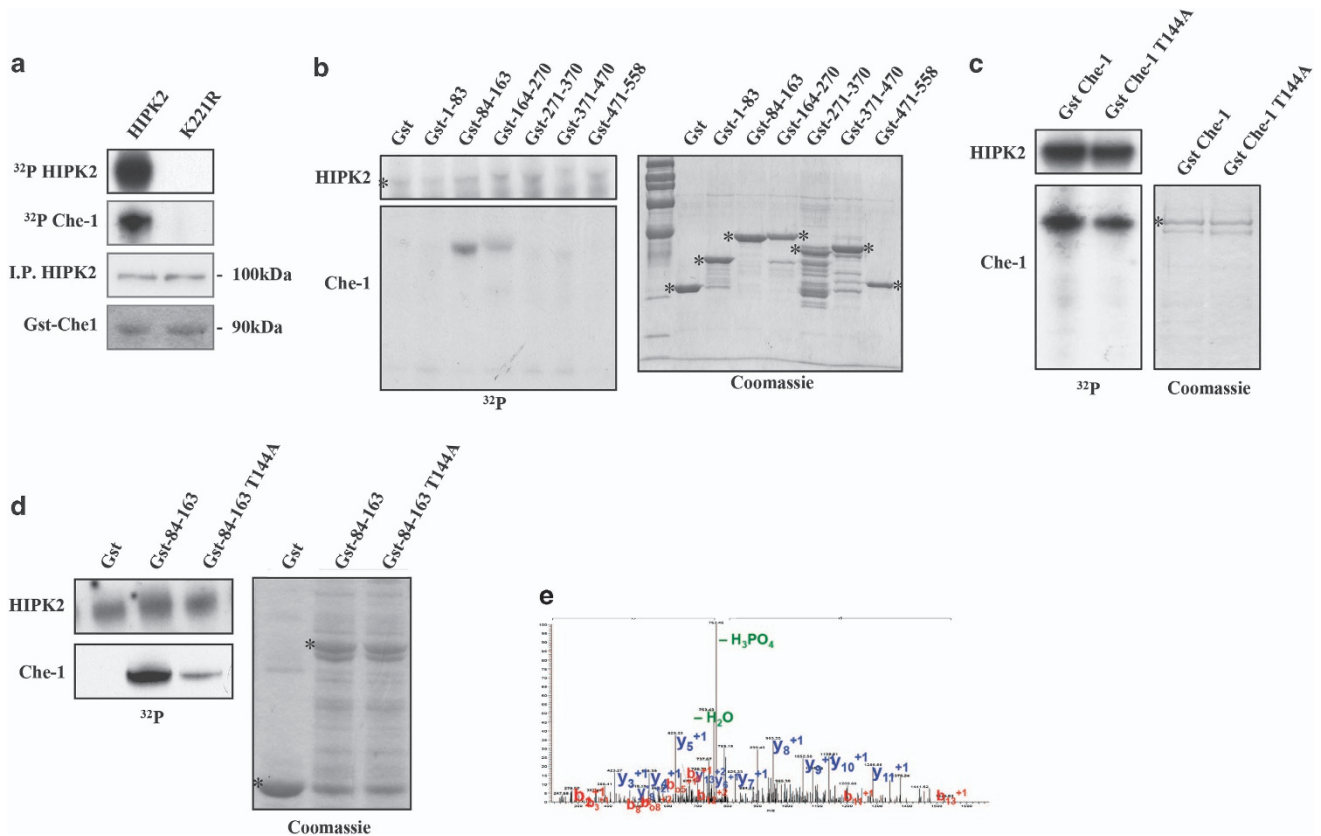 a
HIPK2
K221R
32P HIPK2
32P Che-1
I.P. HIPK2
- 100kDa
Gst-Che1
- 90kDa
b
Gst
Gst-1-83
Gst-84-163
Gst-164-270
Gst-271-370
Gst-371-470
Gst-471-558
HIPK2
*
Che-1
32P
Gst
Gst-1-83
Gst-84-163
Gst-164-270
Gst-271-370
Gst-371-470
Gst-471-558
* * * * * * *
Coomassie
c
Gst Che-1
Gst Che-1 T144A
HIPK2
Che-1
32P
Gst Che-1
Gst Che-1 T144A
*
Coomassie
d
Gst
Gst-84-163
Gst-84-163 T144A
HIPK2
Che-1
32P
Gst
Gst-84-163
Gst-84-163 T144A
*
*
Coomassie
e
– H3PO4
– H2O
y5+1
y8+1
y3+1
y7+1
y9+1
y10+1
y11+1